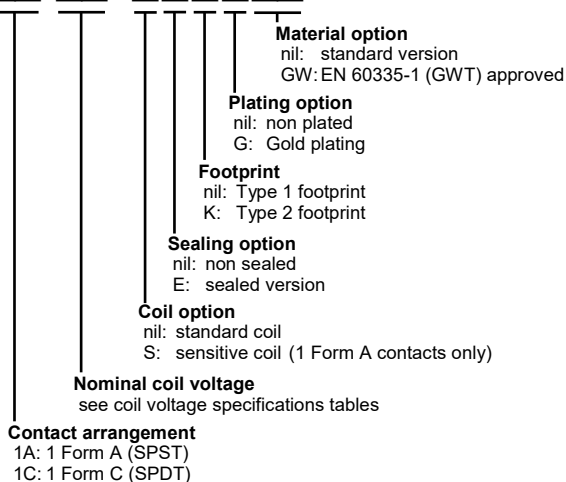 Material option
nil: standard version
GW: EN 60335-1 (GWT) approved
Plating option
nil: non plated
G: Gold plating
Footprint
nil: Type 1 footprint
K: Type 2 footprint
Sealing option
nil: non sealed
E: sealed version
Coil option
nil: standard coil
S: sensitive coil (1 Form A contacts only)
Nominal coil voltage
see coil voltage specifications tables
Contact arrangement
1A: 1 Form A (SPST)
1C: 1 Form C (SPDT)